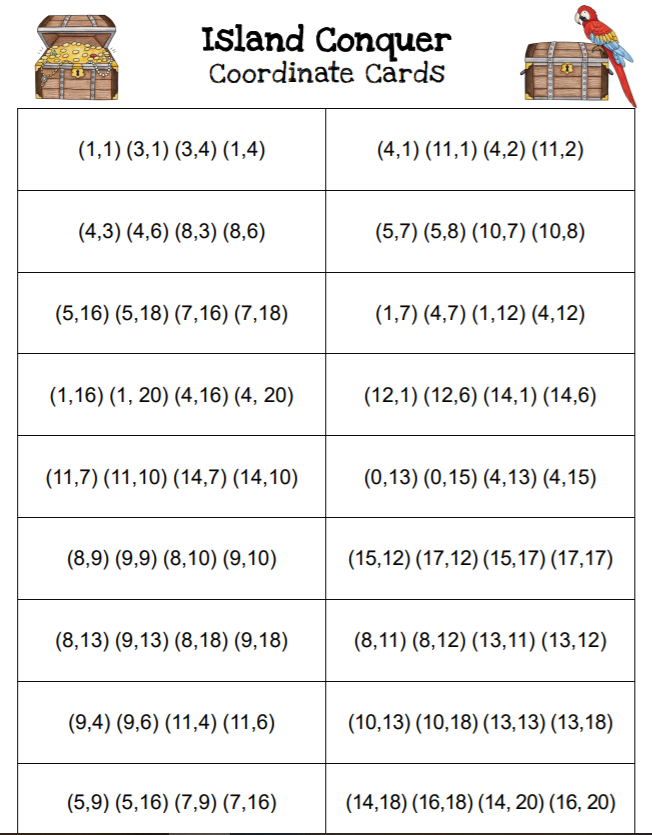 Island Conquer
Coordinate Cards
(1,1) (3,1) (3,4) (1,4)
(4,1) (11,1) (4,2) (11,2)
(4,3) (4,6) (8,3) (8,6)
(5,7) (5,8) (10,7) (10,8)
(5,16) (5,18) (7,16) (7,18)
(1,7) (4,7) (1,12) (4,12)
(1,16) (1, 20) (4,16) (4, 20)
(12,1) (12,6) (14,1) (14,6)
(11,7) (11,10) (14,7) (14,10)
(0,13) (0,15) (4,13) (4,15)
(8,9) (9,9) (8,10) (9,10)
(15,12) (17,12) (15,17) (17,17)
(8,13) (9,13) (8,18) (9,18)
(8,11) (8,12) (13,11) (13,12)
(9,4) (9,6) (11,4) (11,6)
(10,13) (10,18) (13,13) (13,18)
(5,9) (5,16) (7,9) (7,16)
(14,18) (16,18) (14, 20) (16, 20)